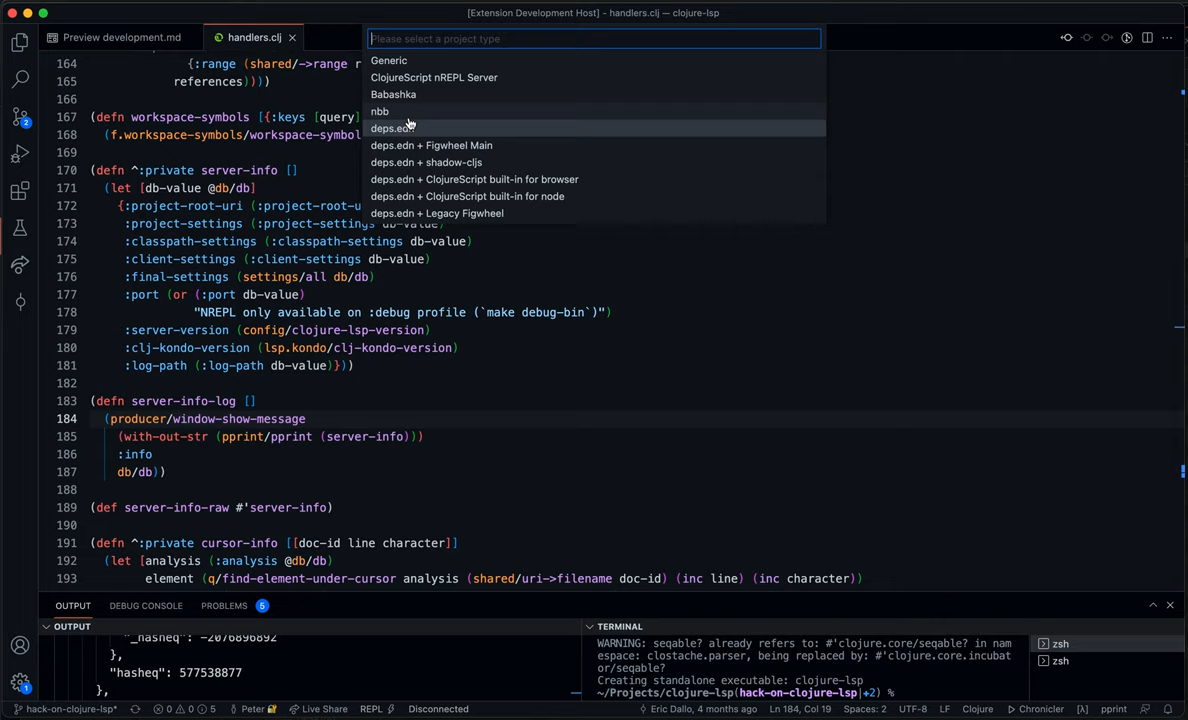 [Extension Development Host] - handlers.clj — clojure-lsp
Preview development.md
handlers.clj
Please select a project type
Generic
ClojureScript nREPL Server
Babashka
nbb
deps.edn
deps.edn + Figwheel Main
deps.edn + shadow-cljs
deps.edn + ClojureScript built-in for browser
deps.edn + ClojureScript built-in for node
deps.edn + Legacy Figwheel
164 {:range (shared/->range r
165 references))))
166
167 (defn workspace-symbols [{:keys [query]
168 (f.workspace-symbols/workspace-symbol
169
170 (defn ^:private server-info []
171 (let [db-value @db/db]
172 {:project-root-uri (:project-root-u
173 :project-settings (:project-settings db-value)
174 :classpath-settings (:classpath-settings db-value)
175 :client-settings (:client-settings db-value)
176 :final-settings (settings/all db/db)
177 :port (or (:port db-value)
178 "NREPL only available on :debug profile (`make debug-bin`)")
179 :server-version (config/clojure-lsp-version)
180 :clj-kondo-version (lsp.kondo/clj-kondo-version)
181 :log-path (:log-path db-value)}))
182
183 (defn server-info-log []
184 (producer/window-show-message
185 (with-out-str (pprint/pprint (server-info)))
186 :info
187 db/db))
188
189 (def server-info-raw #'server-info)
190
191 (defn ^:private cursor-info [[doc-id line character]]
192 (let [analysis (:analysis @db/db)
193 element (q/find-element-under-cursor analysis (shared/uri->filename doc-id) (inc line) (inc character))
2
1
OUTPUT DEBUG CONSOLE PROBLEMS 5
OUTPUT
"_hasheq": -2076896892
},
"hasheq": 577538877
},
TERMINAL
WARNING: seqable? already refers to: #'clojure.core/seqable? in nam
espace: clostache.parser, being replaced by: #'clojure.core.incubat
or/seqable?
Creating standalone executable: clojure-lsp
~/Projects/clojure-lsp(hack-on-clojure-lsp|✚2) %
zsh
zsh
hack-on-clojure-lsp* 0 0 5 Peter Live Share REPL Disconnected Eric Dallo, 4 months ago Ln 184, Col 19 Spaces: 2 UTF-8 LF Clojure Chronicler [λ] pprint